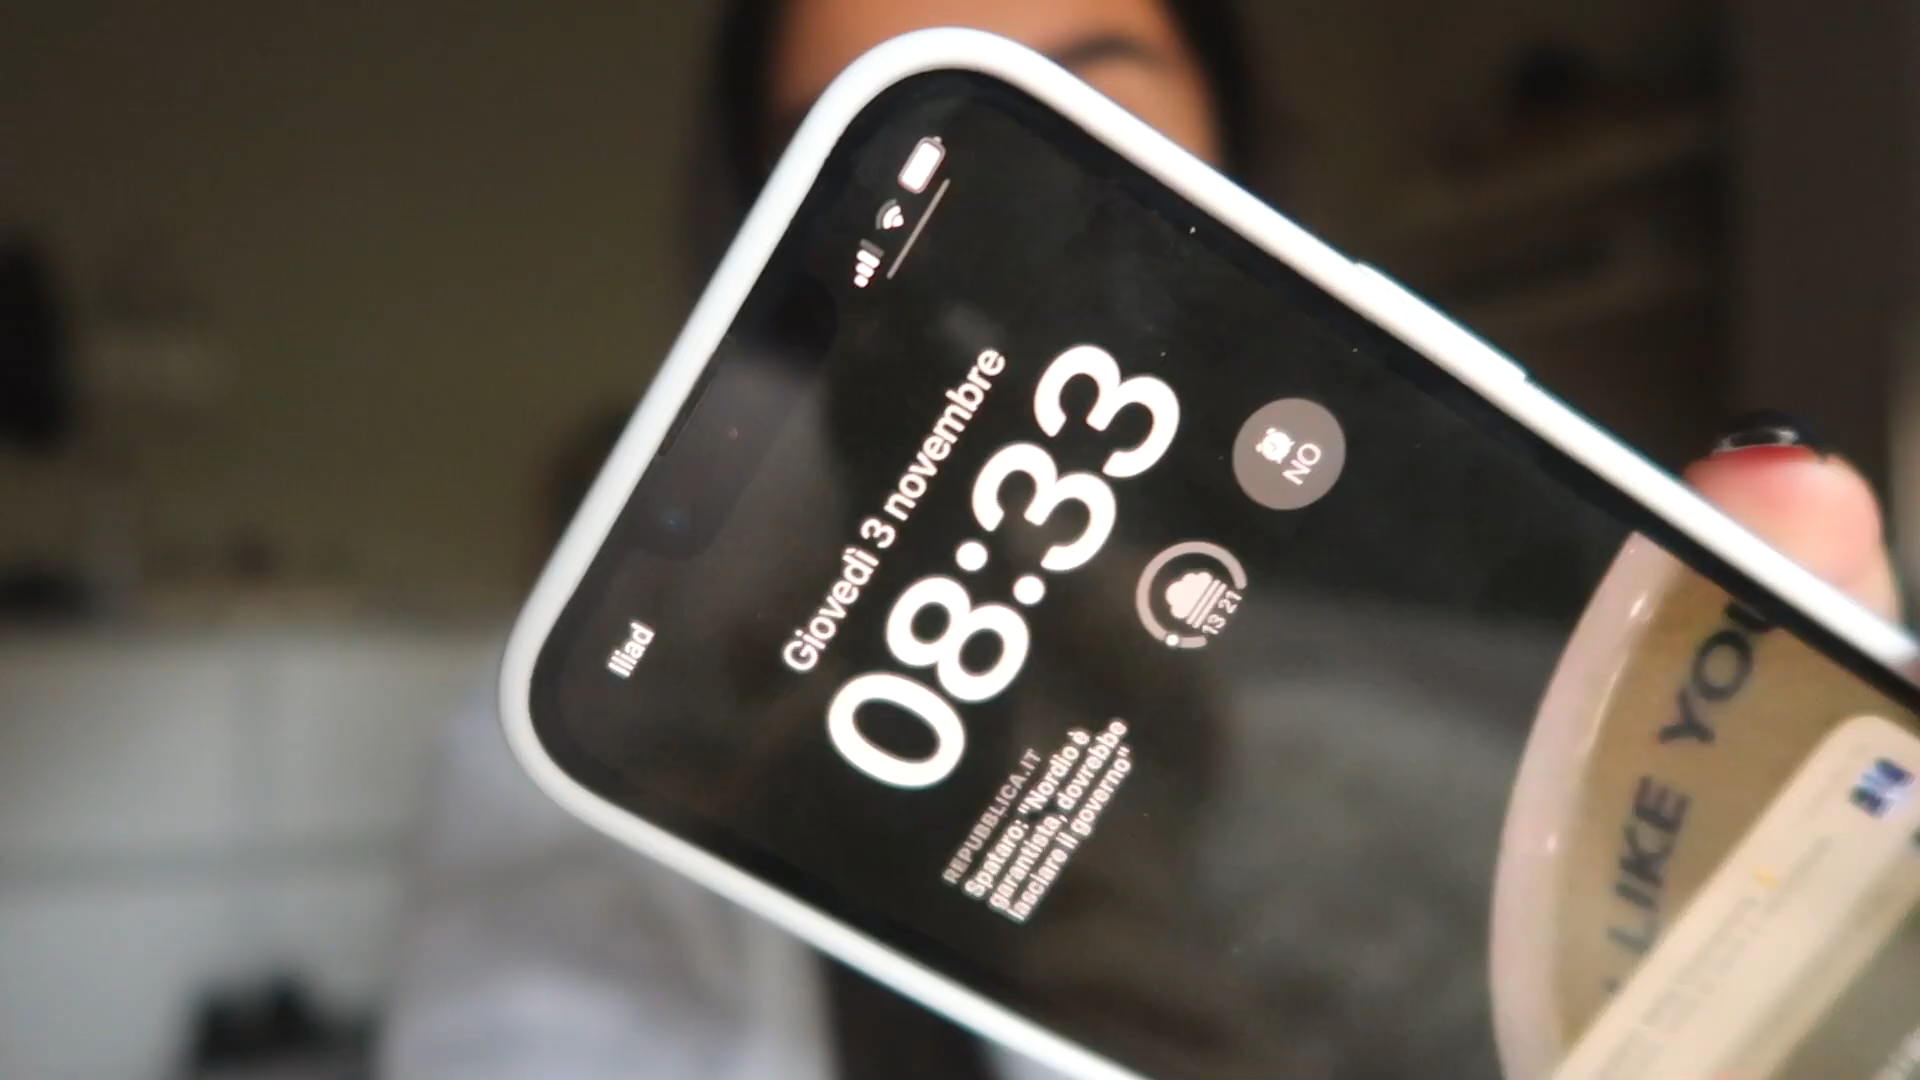 Iliad
Giovedì 3 novembre
08:33
REPUBBLICA.IT
Spataro: "Nordio è
garantista, dovrebbe
lasciare il governo"
13 21
NO
LIKE YOU